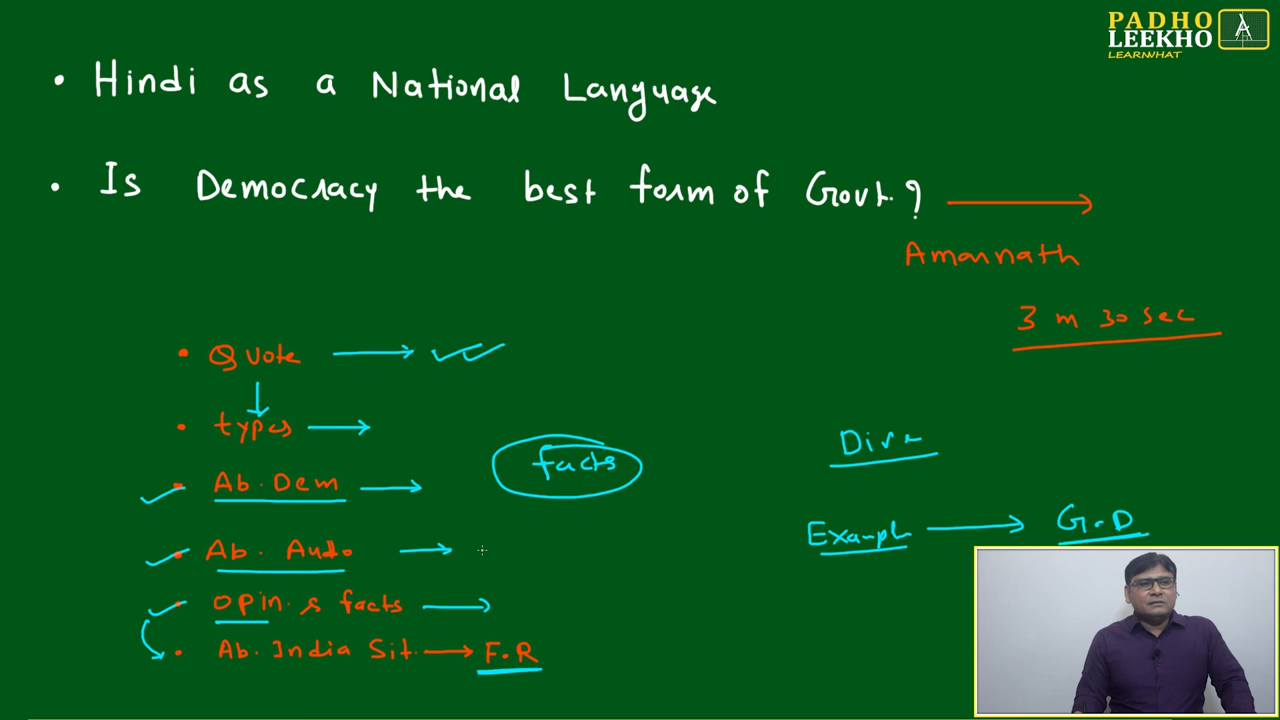 PADHO
LEEKHO
LEARNWHAT
• Hindi as a National Language
• Is Democracy the best form of Govt.?
Amarnath
3 m 30 sec
• Quote
• types
facts
• Ab. Dem
• Ab. Auto
• opin. & facts
• Ab. India Sit. F.R
Example G.D